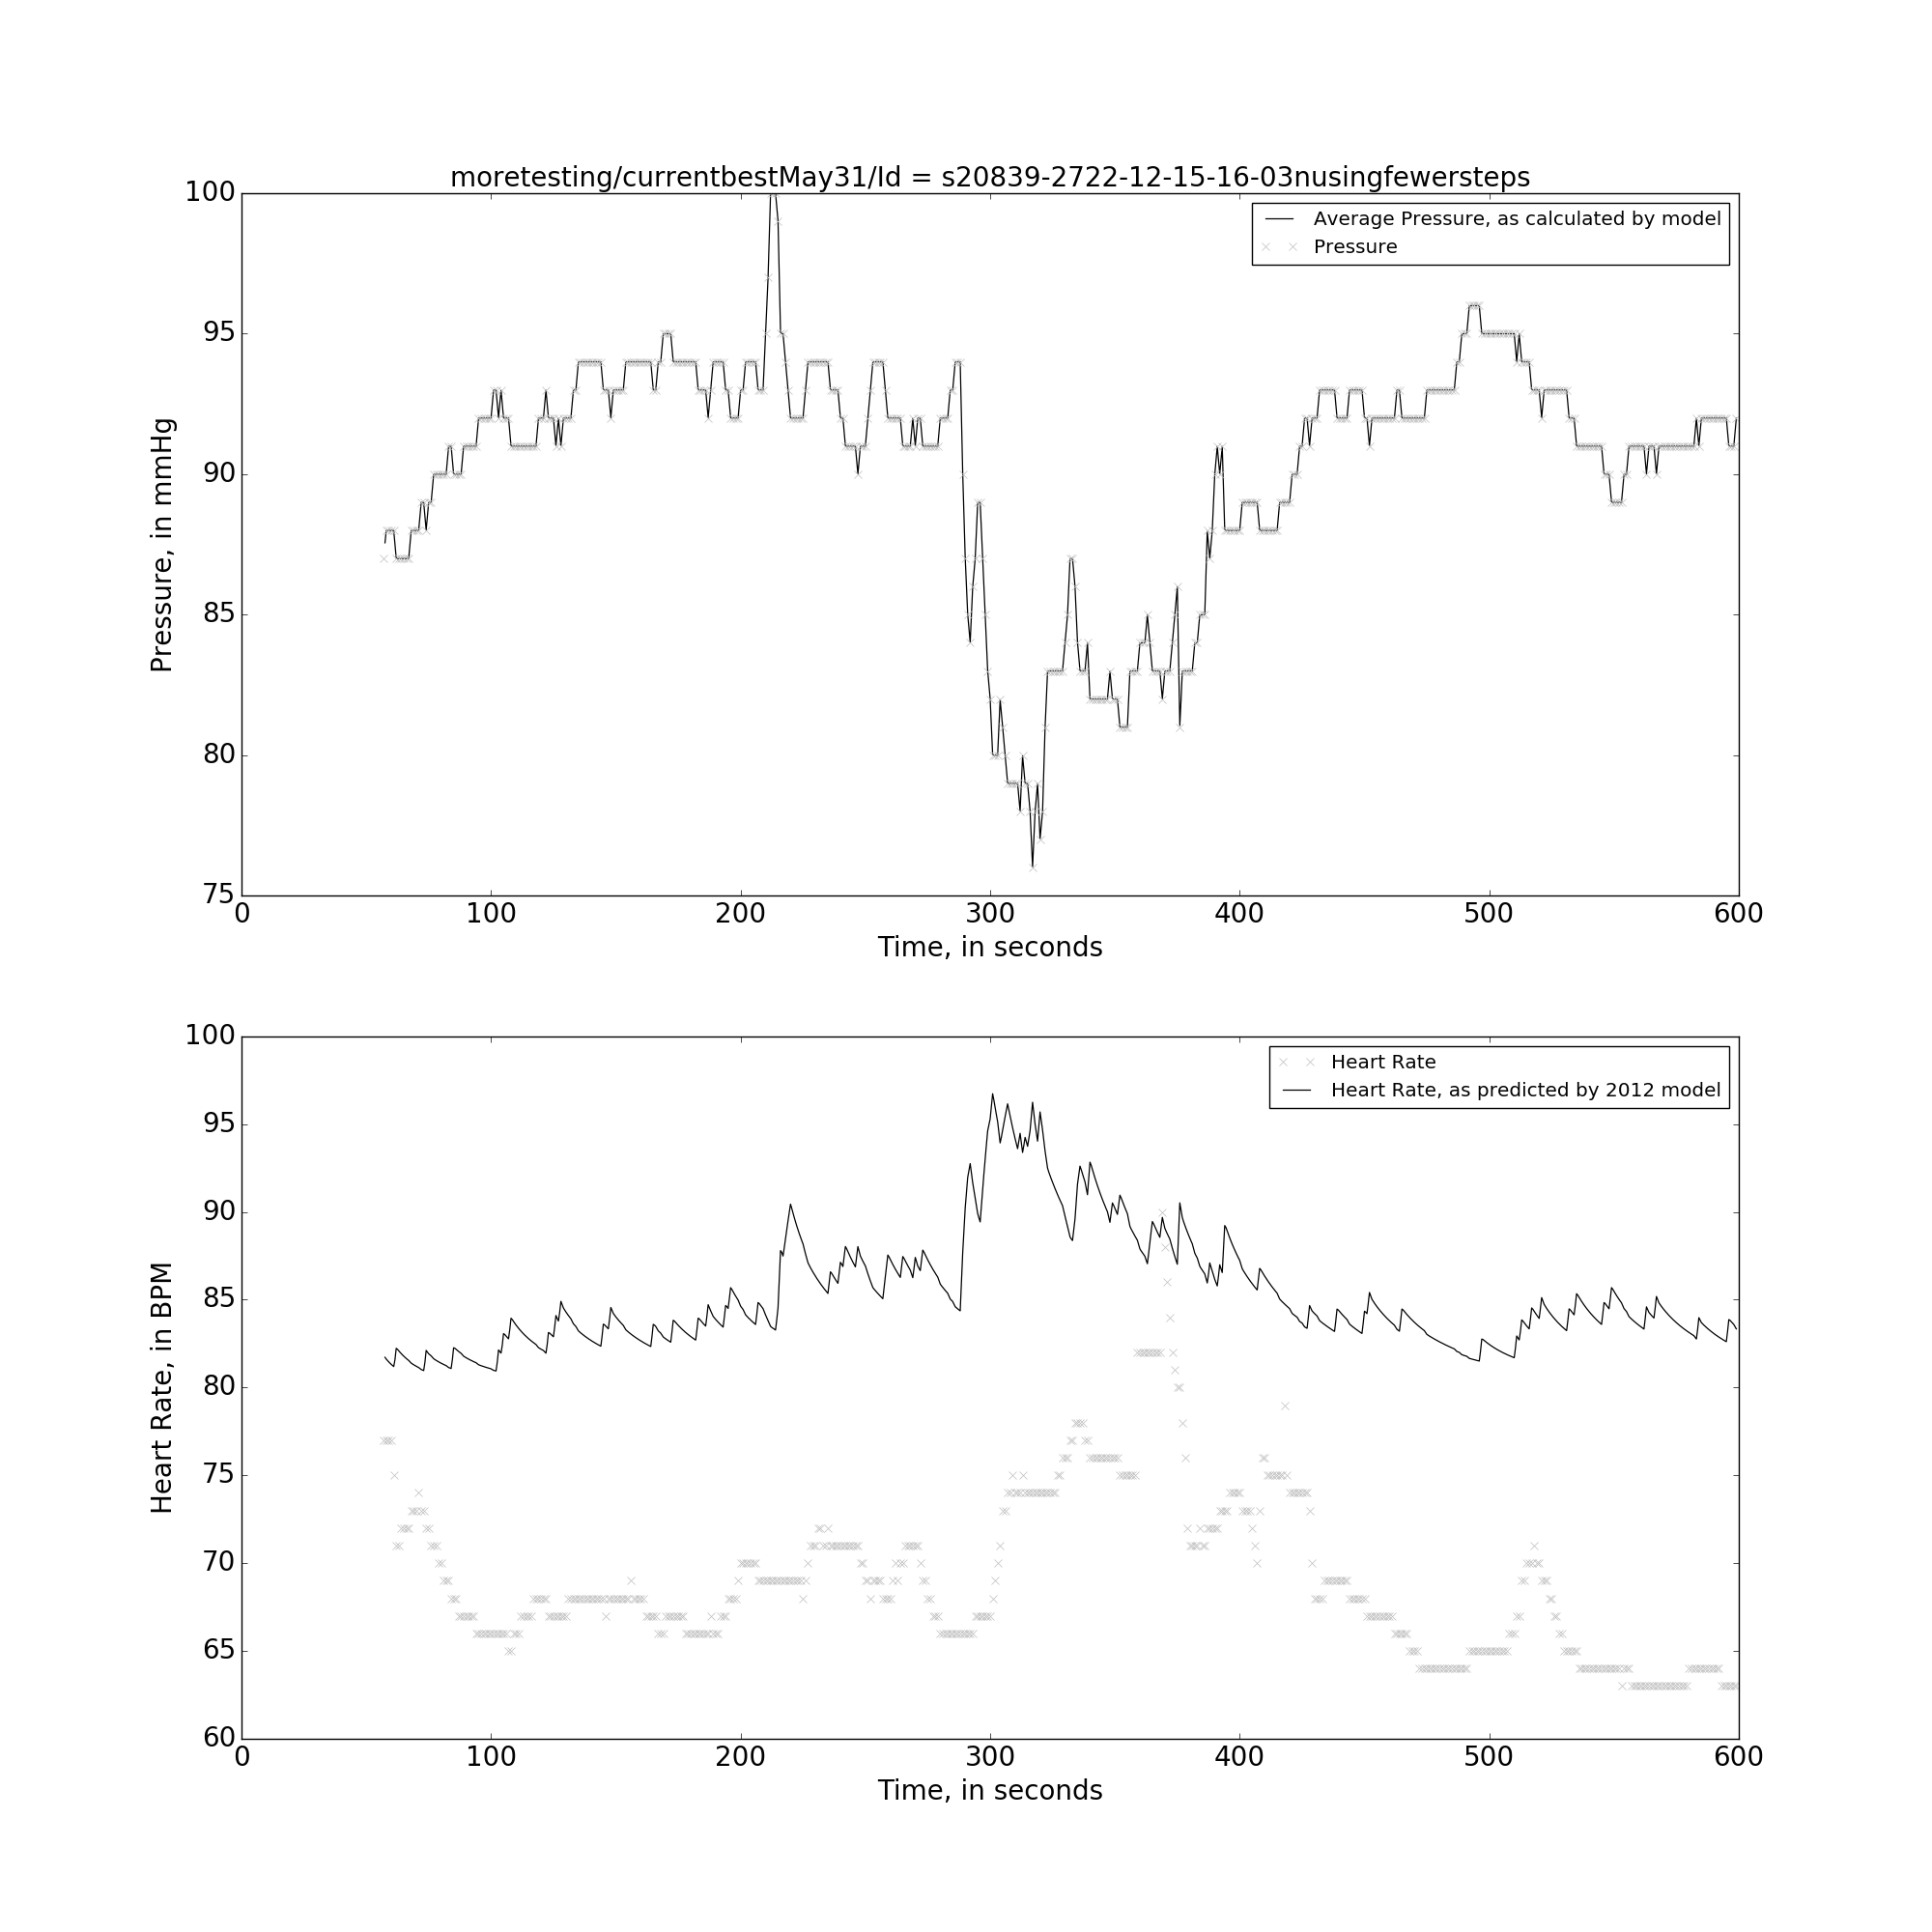 moretesting/currentbestMay31/Id = s20839-2722-12-15-16-03nusingfewersteps
100
95
90
85
80
75
Pressure, in mmHg
Average Pressure, as calculated by model
Pressure
0 100 200 300 400 500 600
Time, in seconds
100
95
90
85
80
75
70
65
60
Heart Rate, in BPM
Heart Rate
Heart Rate, as predicted by 2012 model
0 100 200 300 400 500 600
Time, in seconds